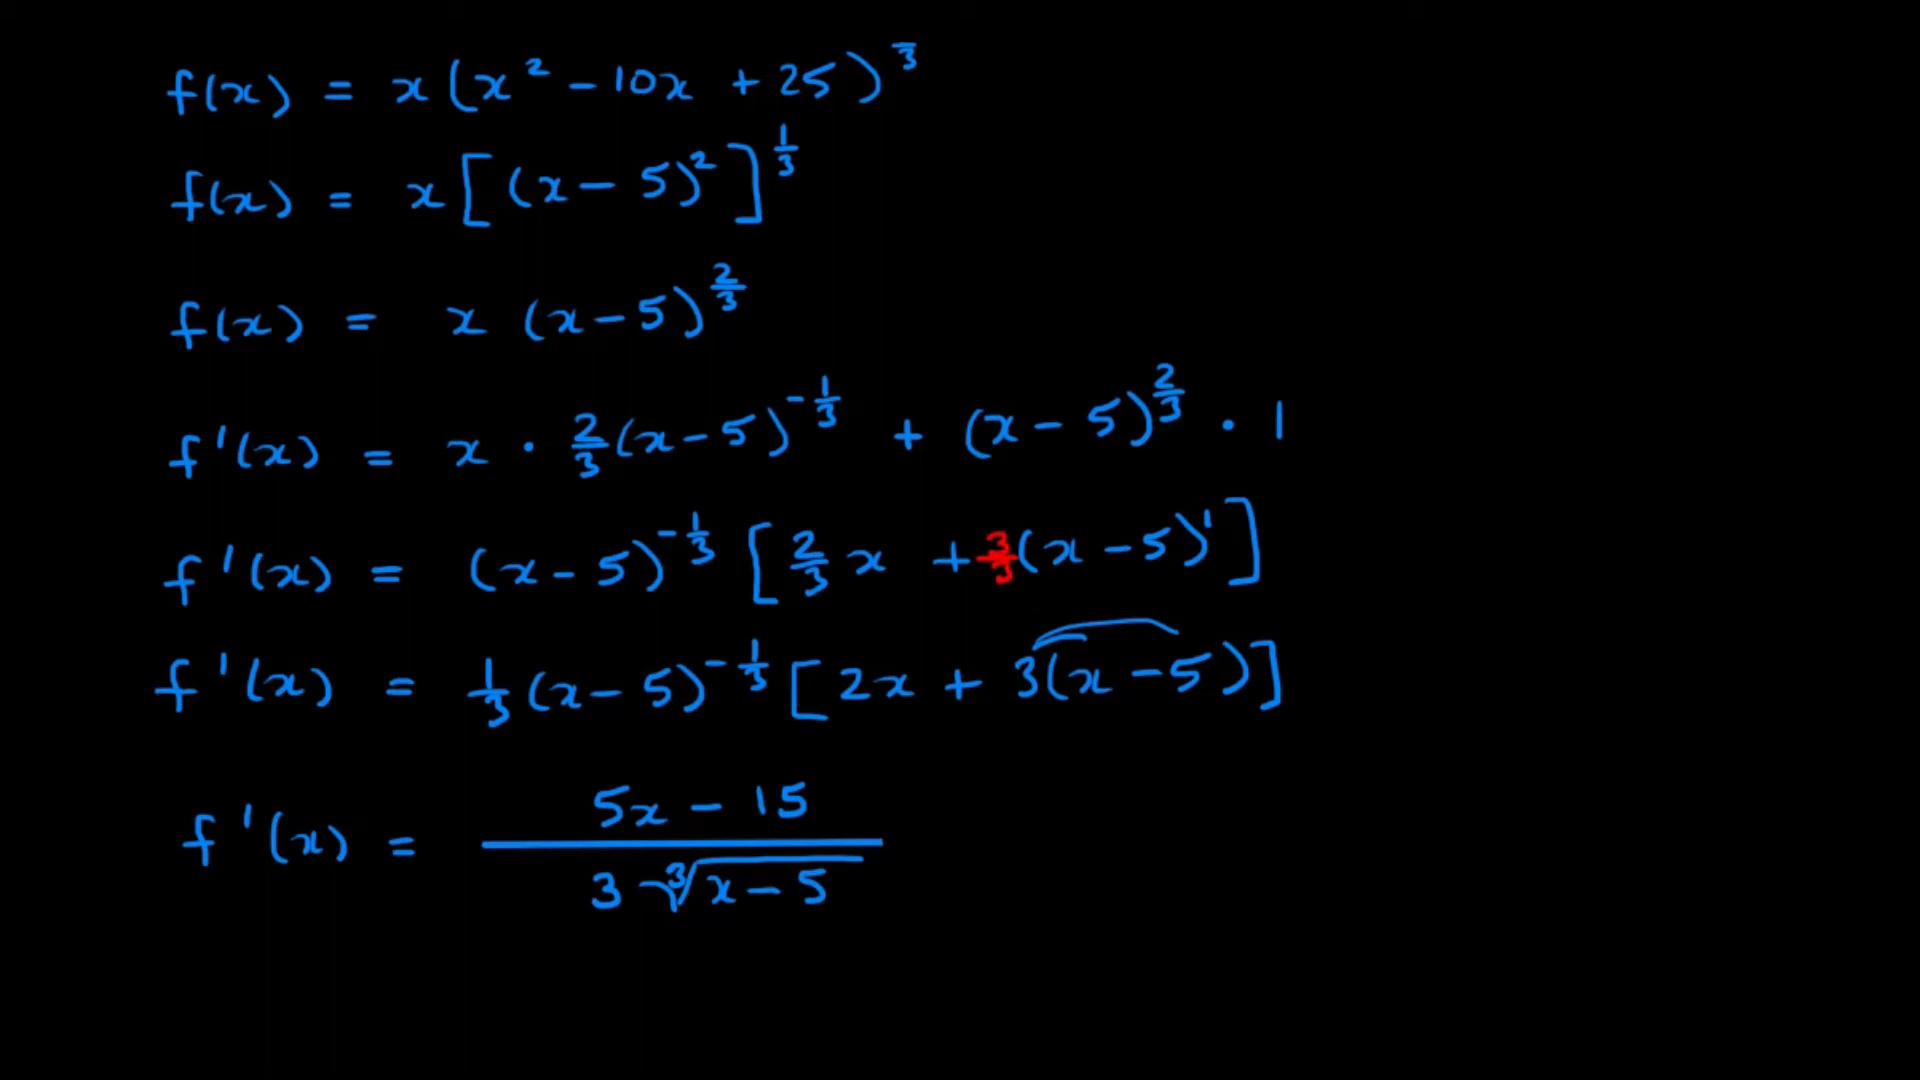 f(x) = x(x² - 10x + 25)^(‾/3)
f(x) = x[(x - 5)²]^(1/3)
f(x) = x (x - 5)^(2/3)
f'(x) = x · 2/3 (x - 5)^(-1/3) + (x - 5)^(2/3) · 1
f'(x) = (x - 5)^(-1/3) [2/3 x + 3/3 (x - 5)^1]
f'(x) = 1/3 (x - 5)^(-1/3) [2x + 3(x - 5)]
f'(x) = (5x - 15) / (3 ∛(x - 5))